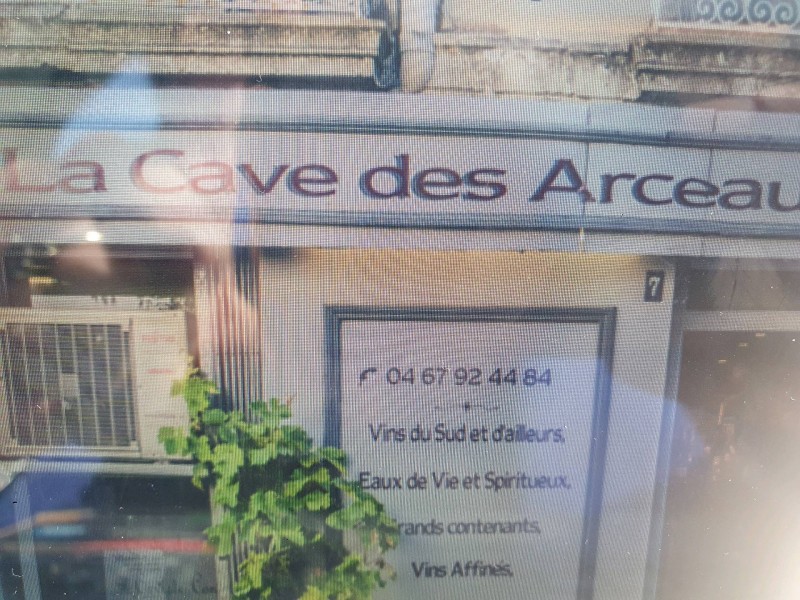 La Cave des Arceau
7
04 67 92 44 84
Vins du Sud et d'ailleurs,
Eaux de Vie et Spiritueux,
rands contenants,
Vins Affinés,